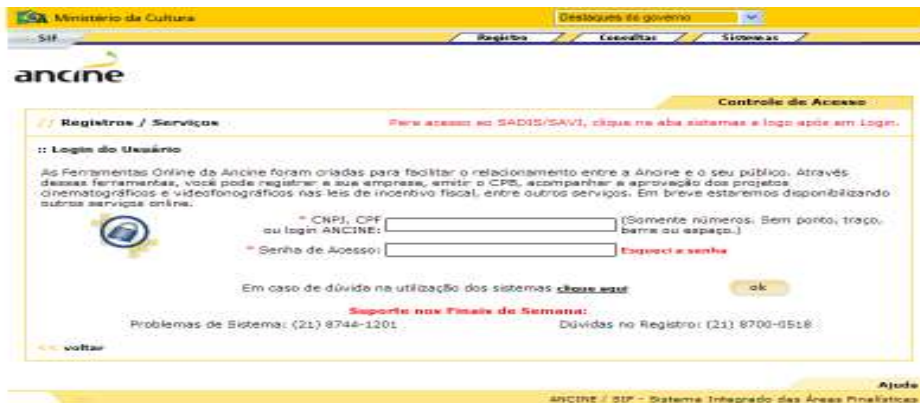 Ministério da Cultura
Destaques do governo
SIF
Registro
Consultas
Sistemas
ancine
Controle de Acesso
// Registros / Serviços
Para acesso ao SADIS/SAVI, clique na aba sistemas e logo após em Login.
:: Login do Usuário
As Ferramentas Online da Ancine foram criadas para facilitar o relacionamento entre a Ancine e o seu público. Através
dessas ferramentas, você pode registrar a sua empresa, emitir o CPB, acompanhar a aprovação dos projetos
cinematográficos e videofonográficos nas leis de incentivo fiscal, entre outros serviços. Em breve estaremos disponibilizando
outros serviços online.
* CNPJ, CPF
ou login ANCINE:
(Somente números. Sem ponto, traço,
barra ou espaço.)
* Senha de Acesso:
Esqueci a senha
Em caso de dúvida na utilização dos sistemas clique aqui
ok
Suporte nos Finais de Semana:
Problemas de Sistema: (21) 8744-1201
Dúvidas no Registro: (21) 8700-0518
<< voltar
Ajuda
ANCINE / SIF - Sistema Integrado das Áreas Finalísticas